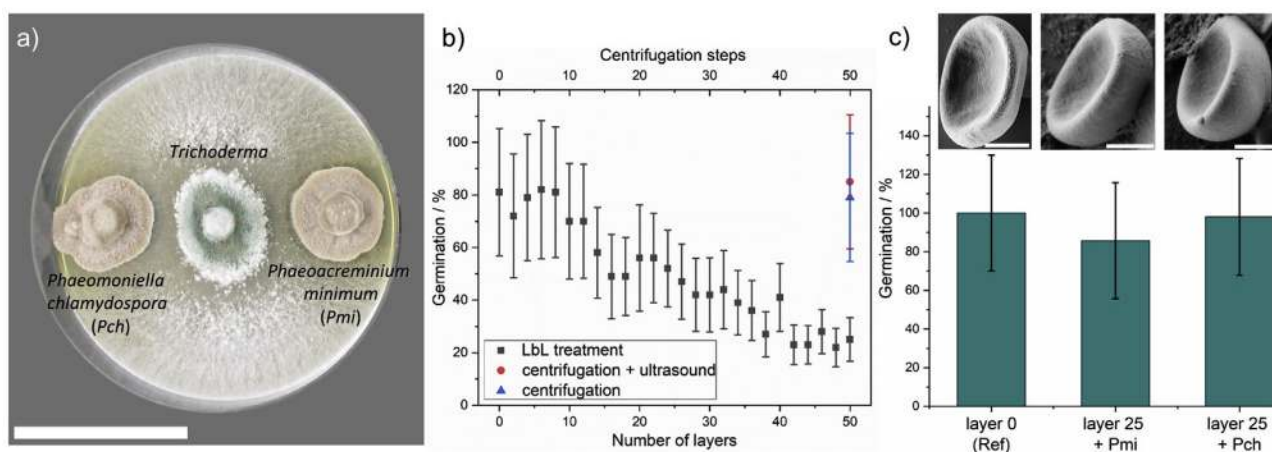 a)
Trichoderma
Phaeomoniella
chlamydospora
(Pch)
Phaeoacreminium
minimum
(Pmi)
b)
Centrifugation steps
0 10 20 30 40 50
120
100
80
60
40
20
0
Germination / %
LbL treatment
centrifugation + ultrasound
centrifugation
0 10 20 30 40 50
Number of layers
c)
140
120
100
80
60
40
20
0
Germination / %
layer 0
(Ref)
layer 25
+ Pmi
layer 25
+ Pch